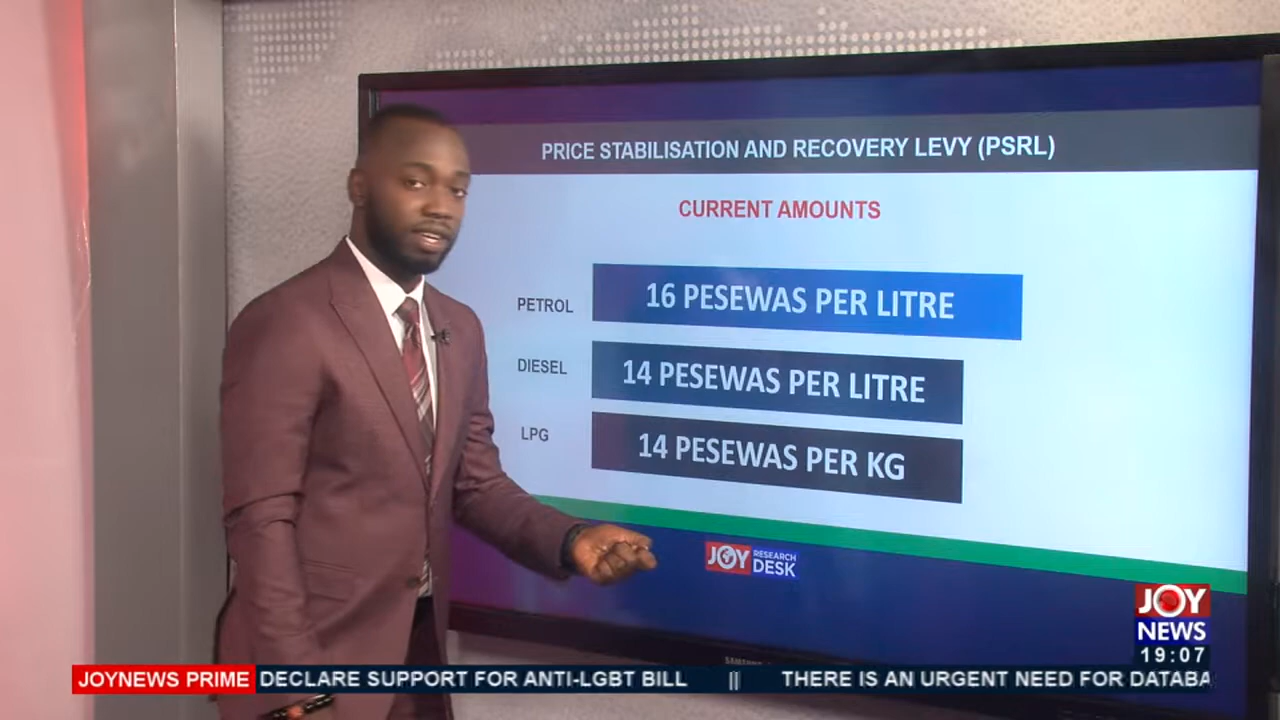 PRICE STABILISATION AND RECOVERY LEVY (PSRL)
CURRENT AMOUNTS
PETROL
16 PESEWAS PER LITRE
DIESEL
14 PESEWAS PER LITRE
LPG
14 PESEWAS PER KG
JOY RESEARCH DESK
JOY
NEWS
19:07
JOYNEWS PRIME DECLARE SUPPORT FOR ANTI-LGBT BILL || THERE IS AN URGENT NEED FOR DATABA